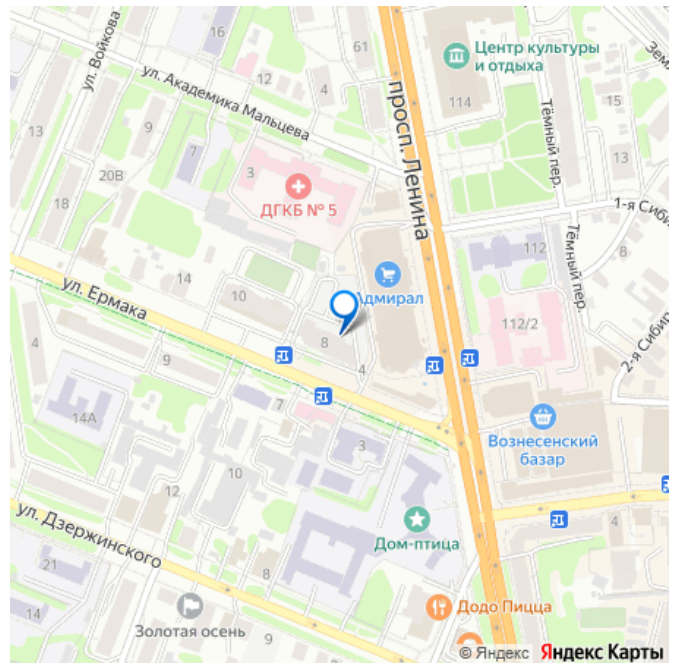 ул. Войкова
16
61
Центр культуры
и отдыха
114
ул. Академика Мальцева
12
4
просп. Ленина
15
13
9
7
3
ДГКБ № 5
Тёмный пер.
13
20В
18
1-я Сиби
Тёмный пер.
8
112
ул. Ермака
14
10
Адмирал
112/2
2-я Сибир
4
9
8
4
14А
7
3
Вознесенский
базар
10
12
ул. Дзержинского
Дом-птица
4
21
8
14
Додо Пицца
Золотая осень
9
© Яндекс Яндекс Карты